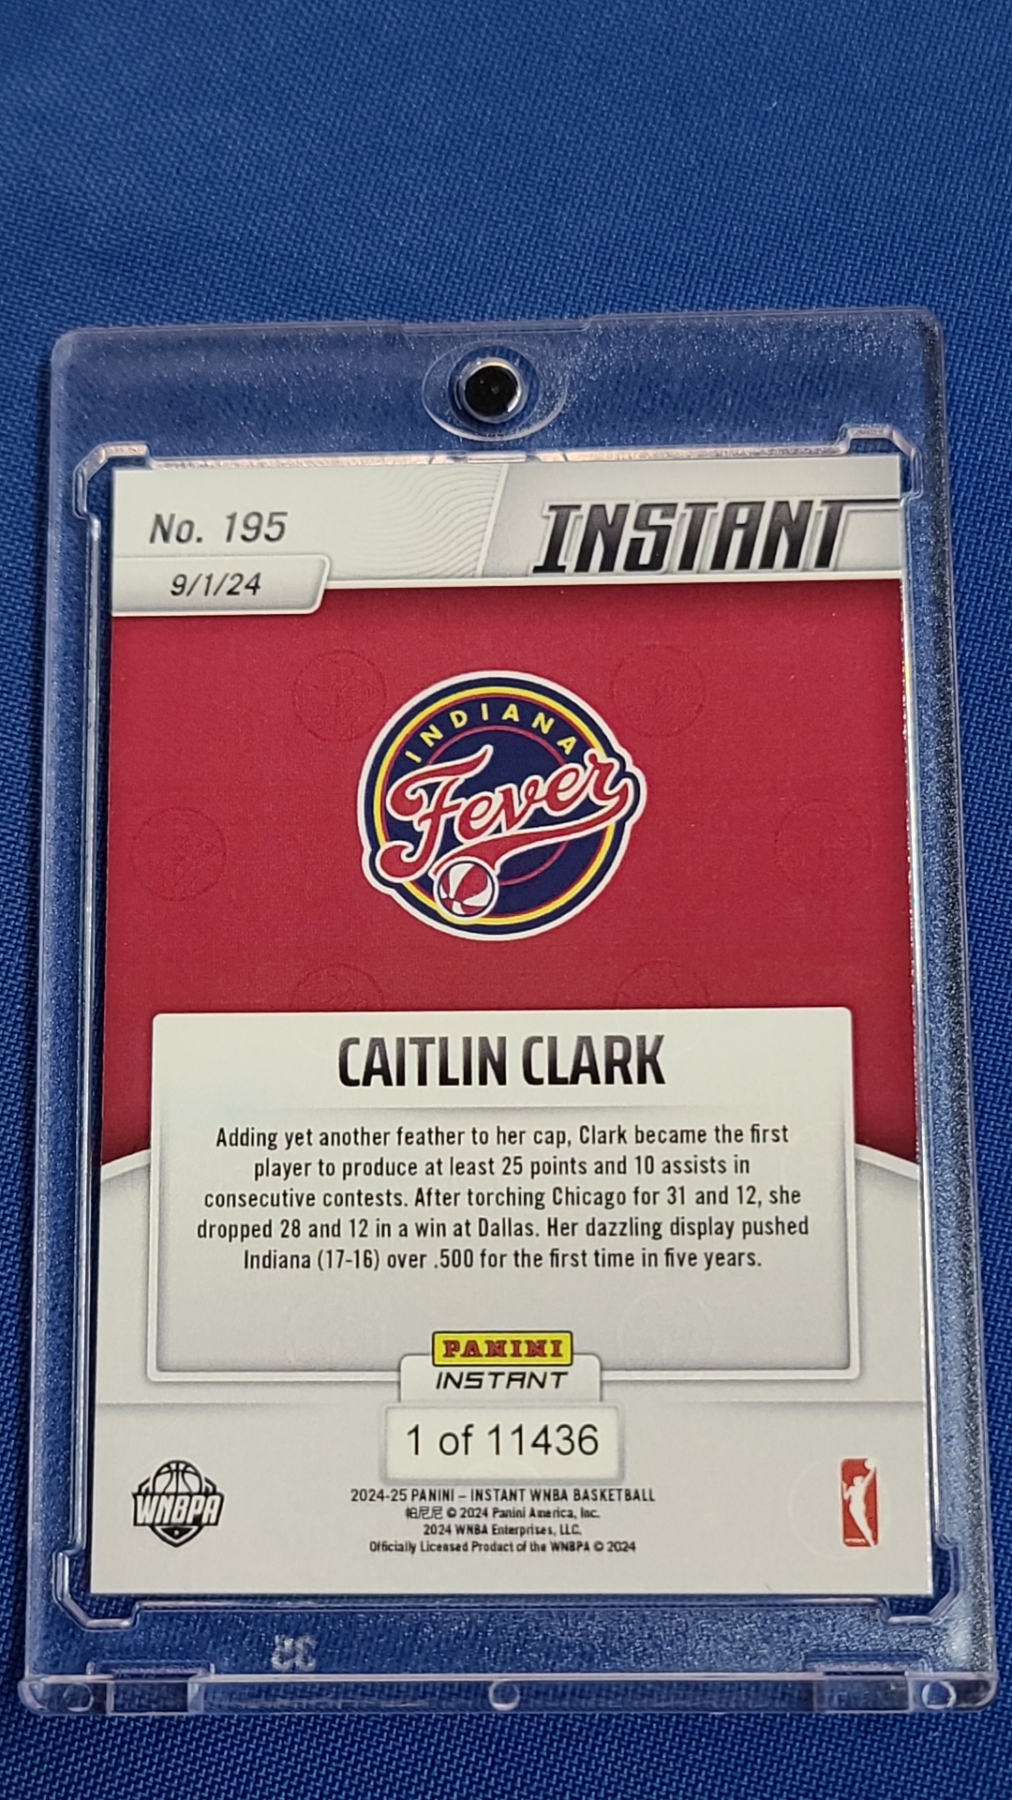 No. 195
INSTANT
9/1/24
INDIANA
Fever
CAITLIN CLARK
Adding yet another feather to her cap, Clark became the first
player to produce at least 25 points and 10 assists in
consecutive contests. After torching Chicago for 31 and 12, she
dropped 28 and 12 in a win at Dallas. Her dazzling display pushed
Indiana (17-16) over .500 for the first time in five years.
PANINI
INSTANT
1 of 11436
WNBPA
2024-25 PANINI – INSTANT WNBA BASKETBALL
帕尼尼 © 2024 Panini America, Inc.
2024 WNBA Enterprises, LLC.
Officially Licensed Product of the WNBPA © 2024